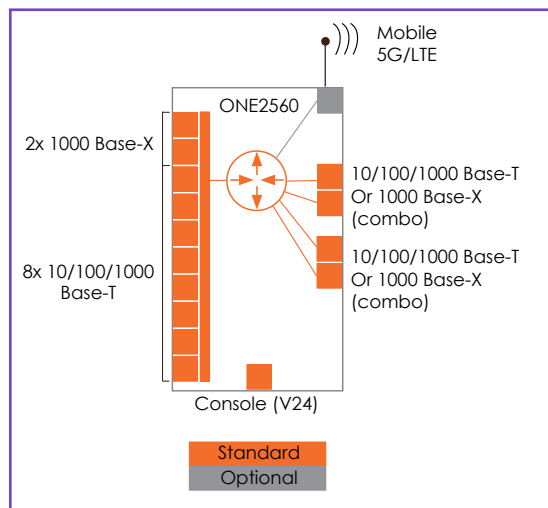 Mobile
5G/LTE
ONE2560
2x 1000 Base-X
10/100/1000 Base-T
Or 1000 Base-X
(combo)
10/100/1000 Base-T
Or 1000 Base-X
(combo)
8x 10/100/1000
Base-T
Console (V24)
Standard
Optional